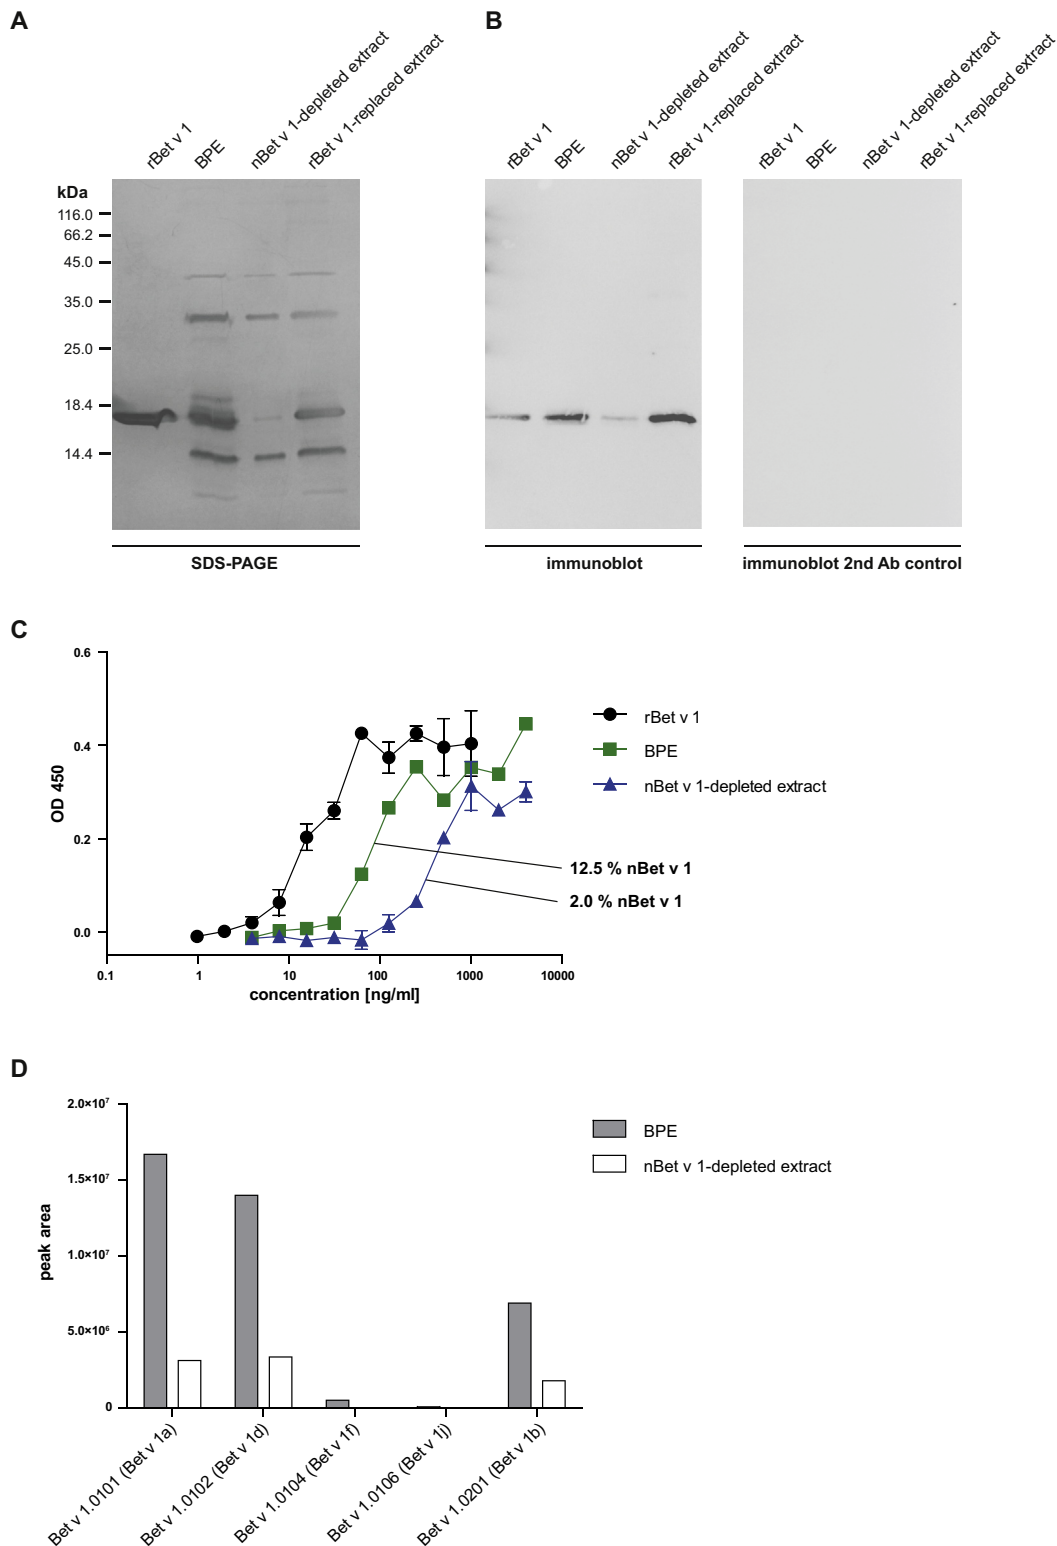 A
B
rBet v 1
BPE
nBet v 1-depleted extract
rBet v 1-replaced extract
rBet v 1
BPE
nBet v 1-depleted extract
rBet v 1-replaced extract
rBet v 1
BPE
nBet v 1-depleted extract
rBet v 1-replaced extract
kDa
116.0
66.2
45.0
35.0
25.0
18.4
14.4
SDS-PAGE
immunoblot
immunoblot 2nd Ab control
C
0.6
0.4
0.2
0.0
OD 450
0.1
1
10
100
1000
10000
concentration [ng/ml]
rBet v 1
BPE
nBet v 1-depleted extract
12.5 % nBet v 1
2.0 % nBet v 1
D
2.0×10⁷
1.5×10⁷
1.0×10⁷
5.0×10⁶
0
peak area
BPE
nBet v 1-depleted extract
Bet v 1.0101 (Bet v 1a)
Bet v 1.0102 (Bet v 1d)
Bet v 1.0104 (Bet v 1f)
Bet v 1.0106 (Bet v 1j)
Bet v 1.0201 (Bet v 1b)